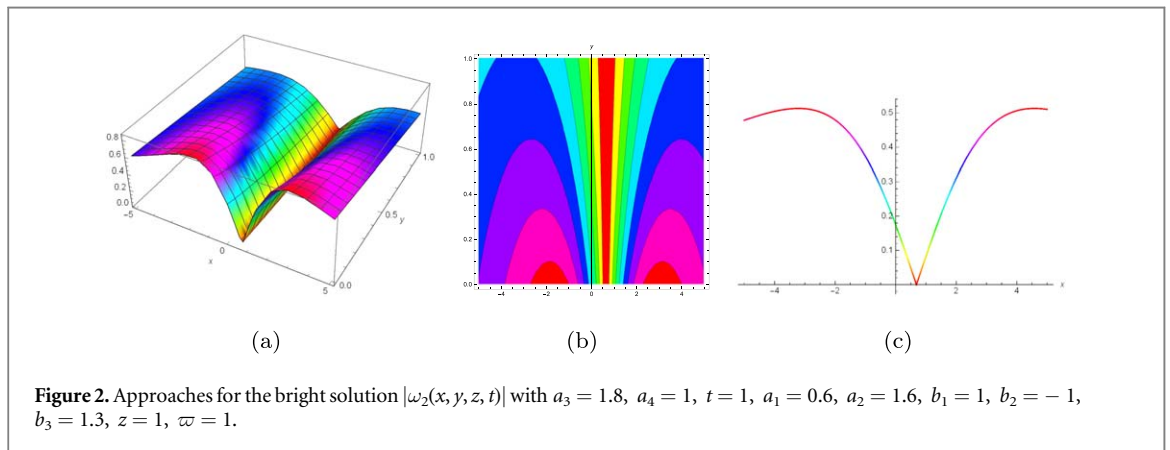 0.8
0.6
0.4
0.2
0.0
−5
0
x
5
0.0
0.5
y
1.0
y
1.0
0.8
0.6
0.4
0.2
0.0
−4 −2 0 2 4
0.5
0.4
0.3
0.2
0.1
−4 −2 2 4 x
(a) (b) (c)
Figure 2. Approaches for the bright solution |ω₂(x, y, z, t)| with a₃ = 1.8, a₄ = 1, t = 1, a₁ = 0.6, a₂ = 1.6, b₁ = 1, b₂ = − 1,
b₃ = 1.3, z = 1, ϖ = 1.